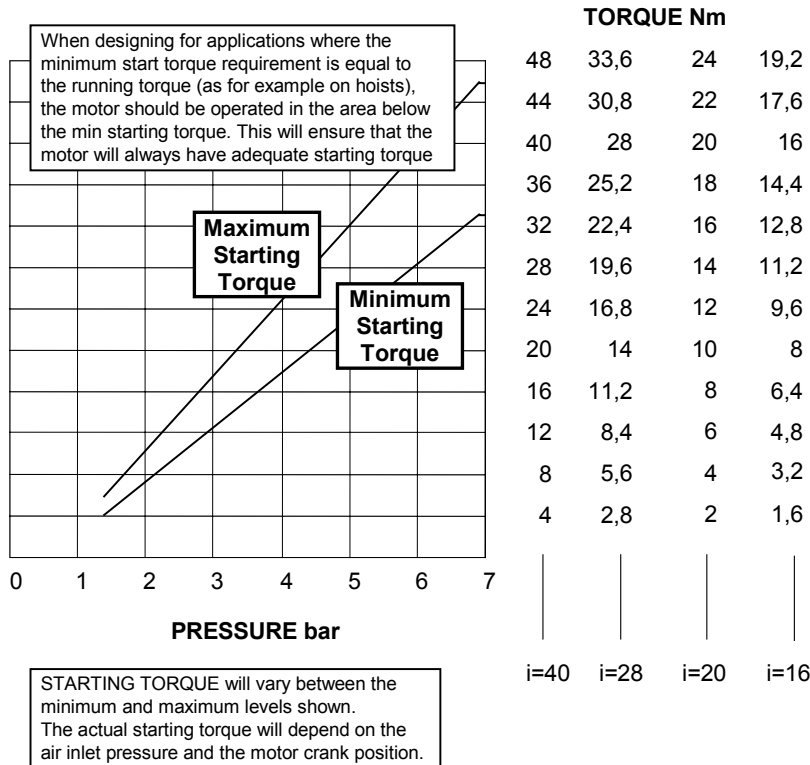 TORQUE Nm
When designing for applications where the
minimum start torque requirement is equal to
the running torque (as for example on hoists),
the motor should be operated in the area below
the min starting torque. This will ensure that the
motor will always have adequate starting torque
48 33,6 24 19,2
44 30,8 22 17,6
40 28 20 16
36 25,2 18 14,4
32 22,4 16 12,8
28 19,6 14 11,2
24 16,8 12 9,6
20 14 10 8
16 11,2 8 6,4
12 8,4 6 4,8
8 5,6 4 3,2
4 2,8 2 1,6
Maximum
Starting
Torque
Minimum
Starting
Torque
0 1 2 3 4 5 6 7
PRESSURE bar
i=40 i=28 i=20 i=16
STARTING TORQUE will vary between the
minimum and maximum levels shown.
The actual starting torque will depend on the
air inlet pressure and the motor crank position.